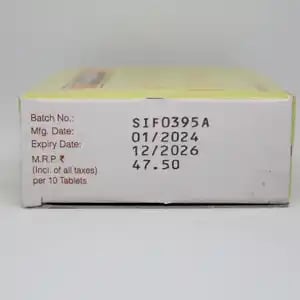 Batch No.: SIF0395A
Mfg. Date: 01/2024
Expiry Date: 12/2026
M.R.P. ₹ 47.50
(Incl. of all taxes)
per 10 Tablets